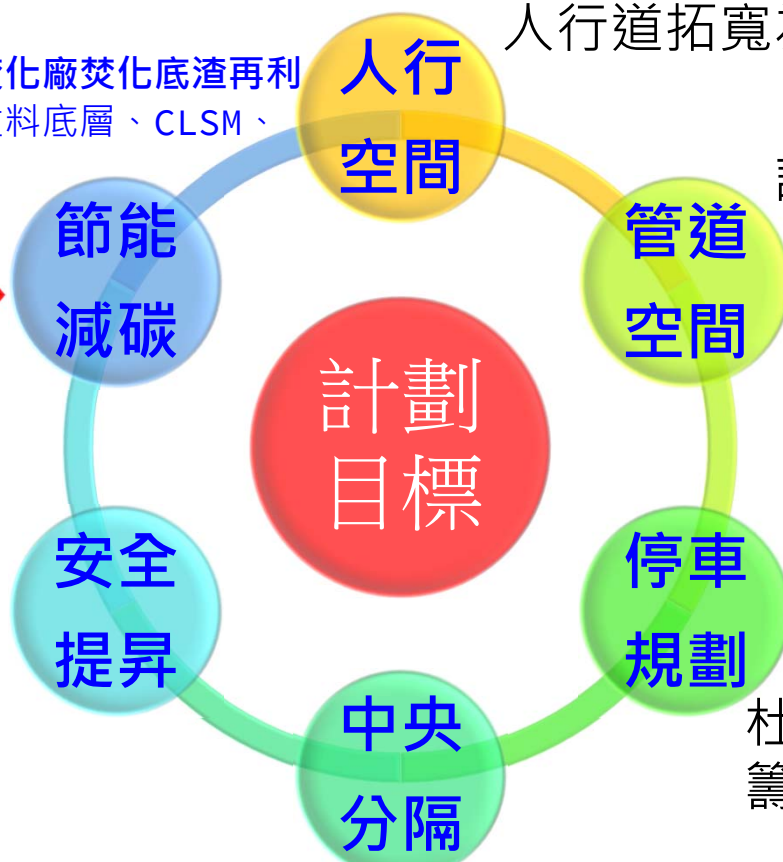 人行道拓寬
化廠焚化底渣再利
料底層、CLSM、
人行
空間
節能
減碳
管道
空間
計劃
目標
安全
提昇
停車
規劃
中央
分隔
杜
籌